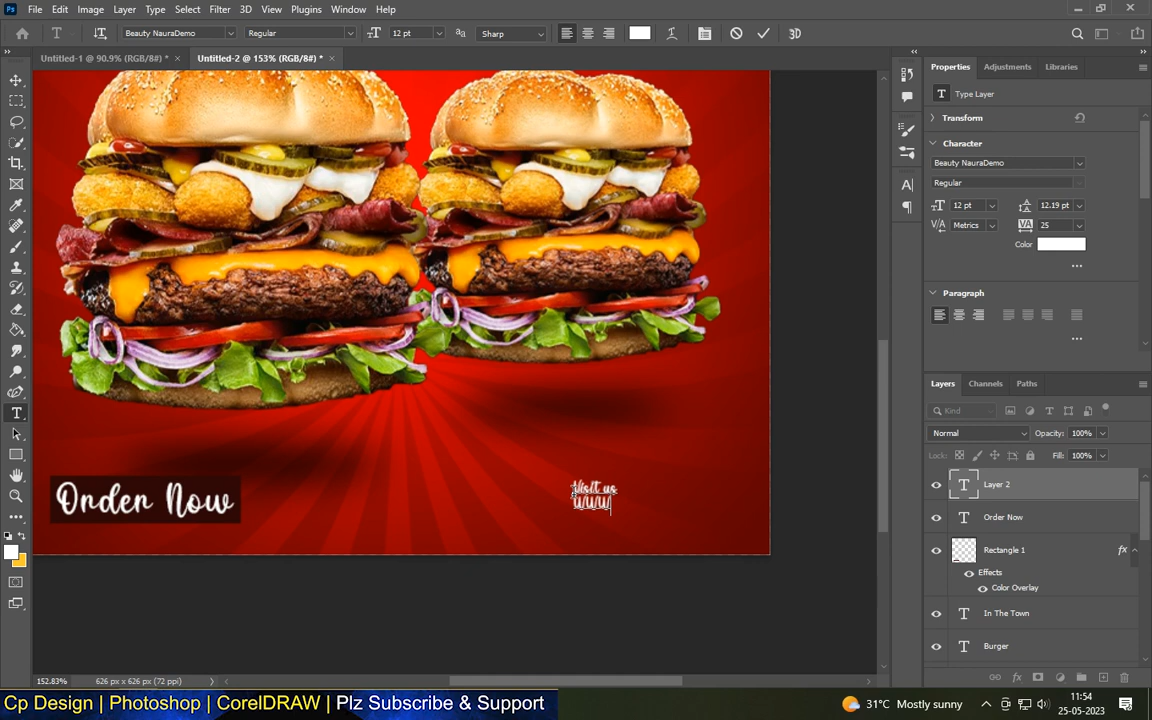 Ps File Edit Image Layer Type Select Filter 3D View Plugins Window Help
T Beauty NauraDemo Regular 12 pt aa Sharp 3D
Untitled-1 @ 90.9% (RGB/8#) * × Untitled-2 @ 153% (RGB/8#) * ×
Properties Adjustments Libraries
T Type Layer
Transform
Character
Beauty NauraDemo
Regular
12 pt 12.19 pt
Metrics 25
Color
Paragraph
Layers Channels Paths
Kind
Normal Opacity: 100%
Lock: Fill: 100%
T Layer 2
T Order Now
Rectangle 1 fx
Effects
Color Overlay
T In The Town
T Burger
Order Now
Visit us
WWW
152.83% 626 px x 626 px (72 ppi)
Cp Design | Photoshop | CorelDRAW | Plz Subscribe & Support
31°C Mostly sunny
11:54
25-05-2023